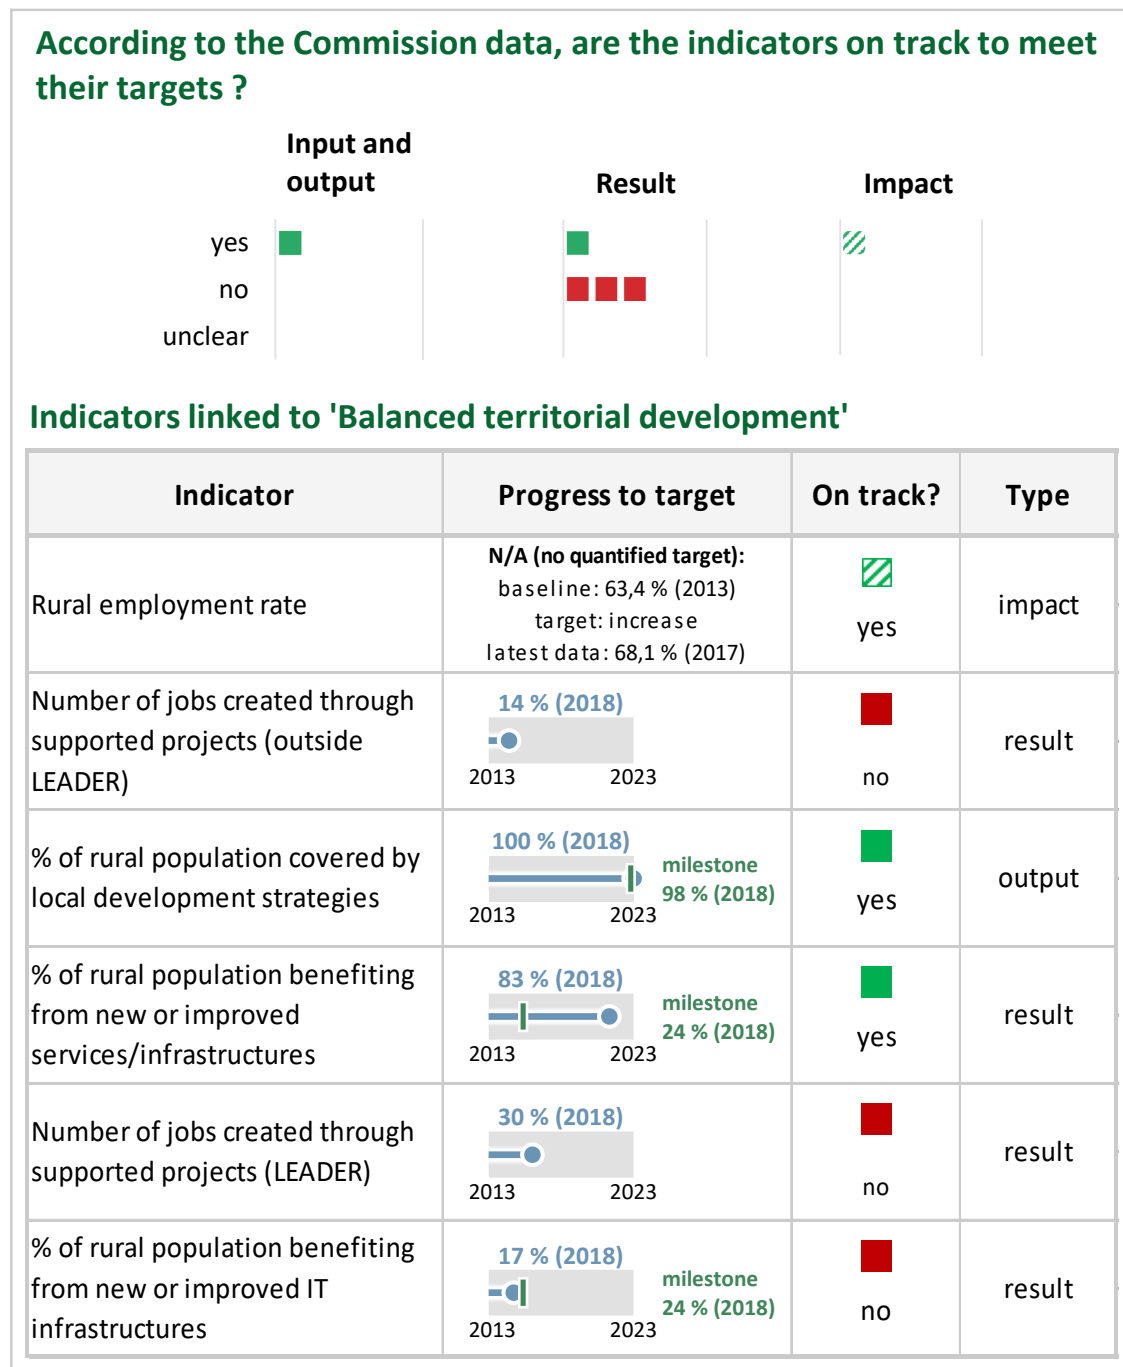 According to the Commission data, are the indicators on track to meet
their targets ?
Input and
output
Result
Impact
yes
no
unclear
Indicators linked to 'Balanced territorial development'
Indicator
Progress to target
On track?
Type
Rural employment rate
N/A (no quantified target):
baseline: 63,4 % (2013)
target: increase
latest data: 68,1 % (2017)
yes
impact
Number of jobs created through
supported projects (outside
LEADER)
14 % (2018)
2013 2023
no
result
% of rural population covered by
local development strategies
100 % (2018)
milestone
98 % (2018)
2013 2023
yes
output
% of rural population benefiting
from new or improved
services/infrastructures
83 % (2018)
milestone
24 % (2018)
2013 2023
yes
result
Number of jobs created through
supported projects (LEADER)
30 % (2018)
2013 2023
no
result
% of rural population benefiting
from new or improved IT
infrastructures
17 % (2018)
milestone
24 % (2018)
2013 2023
no
result